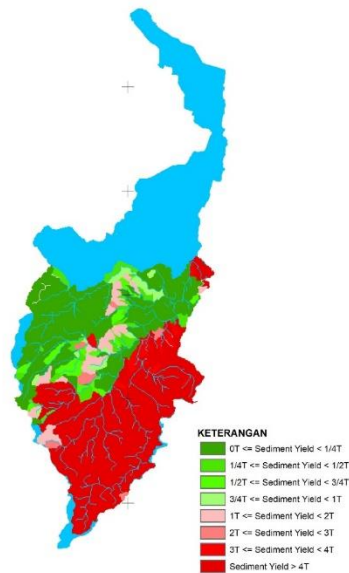 KETERANGAN
0T <= Sediment Yield < 1/4T
1/4T <= Sediment Yield < 1/2T
1/2T <= Sediment Yield < 3/4T
3/4T <= Sediment Yield < 1T
1T <= Sediment Yield < 2T
2T <= Sediment Yield < 3T
3T <= Sediment Yield < 4T
Sediment Yield > 4T